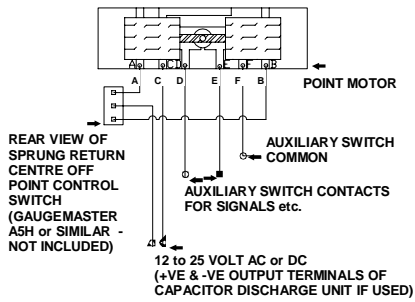 A C D E F B
POINT MOTOR
A C D E F B
REAR VIEW OF
SPRUNG RETURN
CENTRE OFF
POINT CONTROL
SWITCH
(GAUGEMASTER
A5H or SIMILAR -
NOT INCLUDED)
AUXILIARY SWITCH
COMMON
AUXILIARY SWITCH CONTACTS
FOR SIGNALS etc.
12 to 25 VOLT AC or DC
(+VE & -VE OUTPUT TERMINALS OF
CAPACITOR DISCHARGE UNIT IF USED)